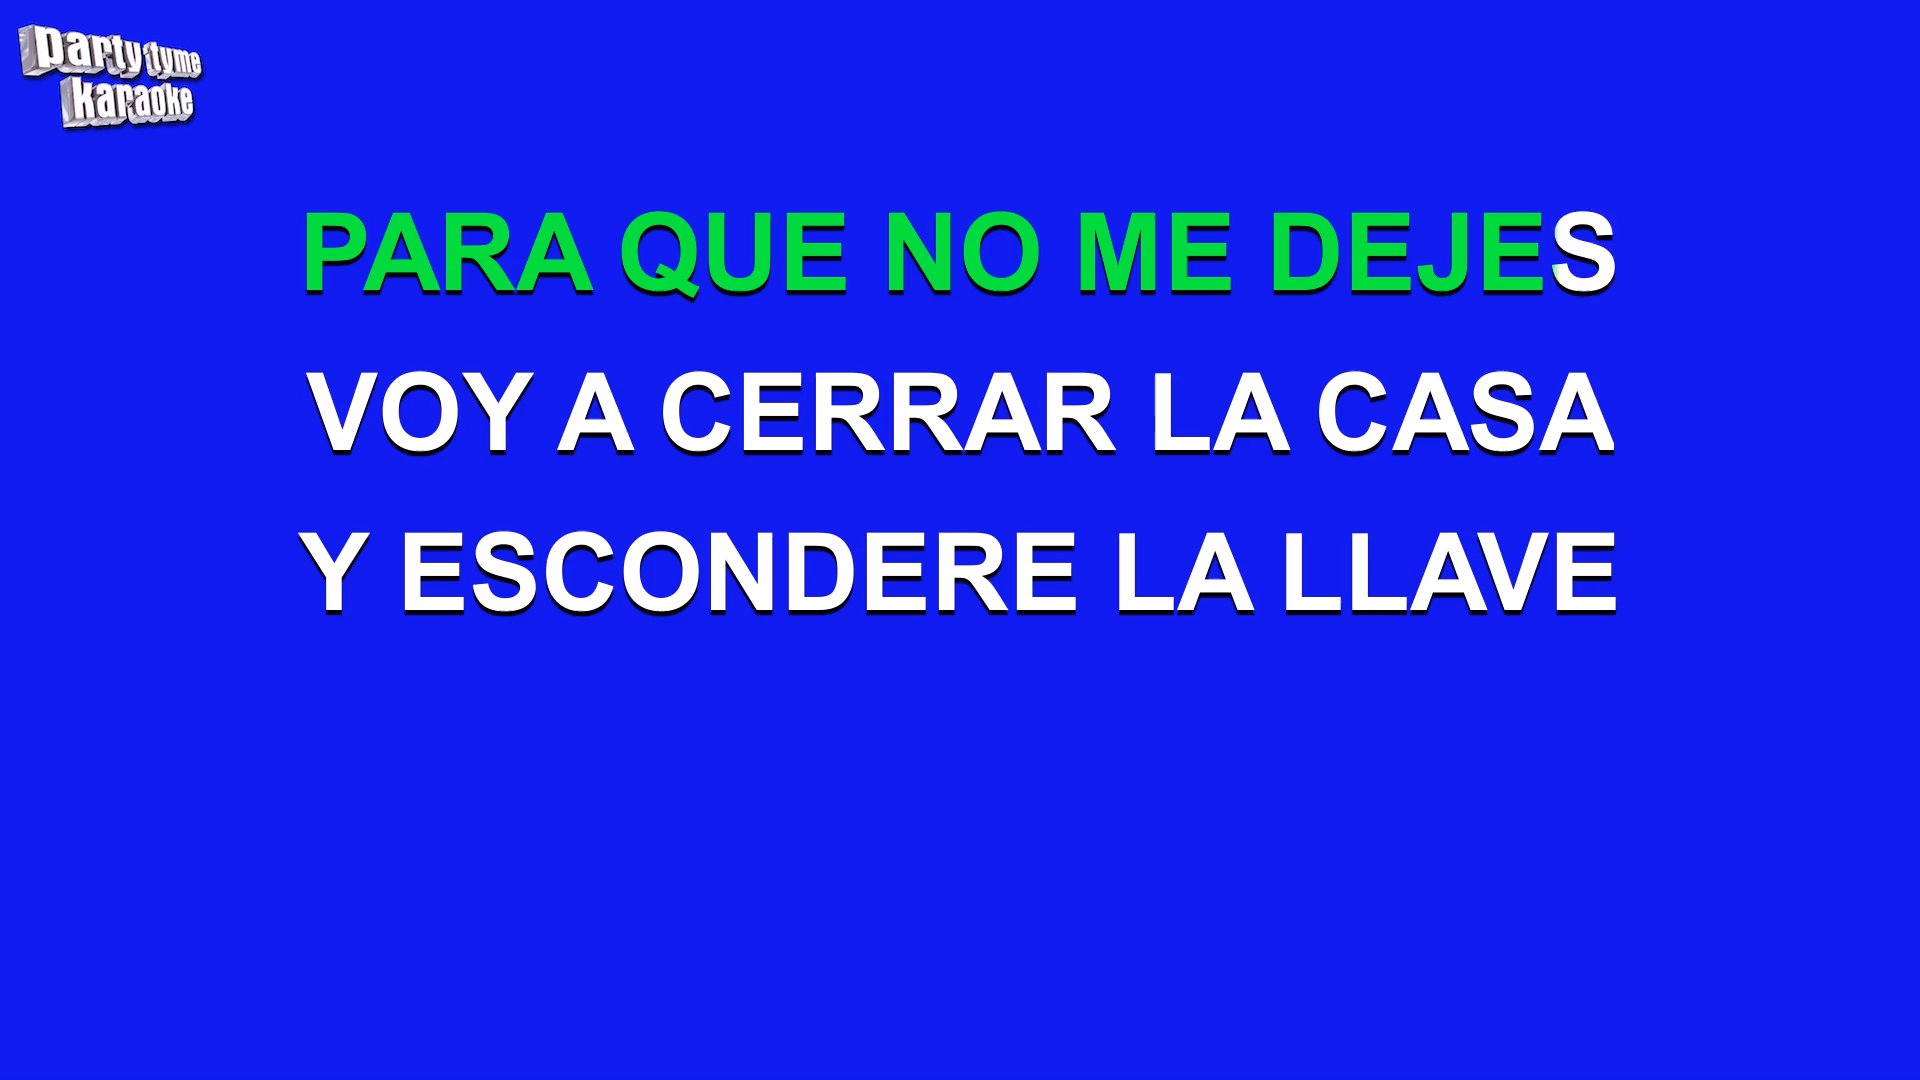 party tyme
karaoke
PARA QUE NO ME DEJES
VOY A CERRAR LA CASA
Y ESCONDERE LA LLAVE